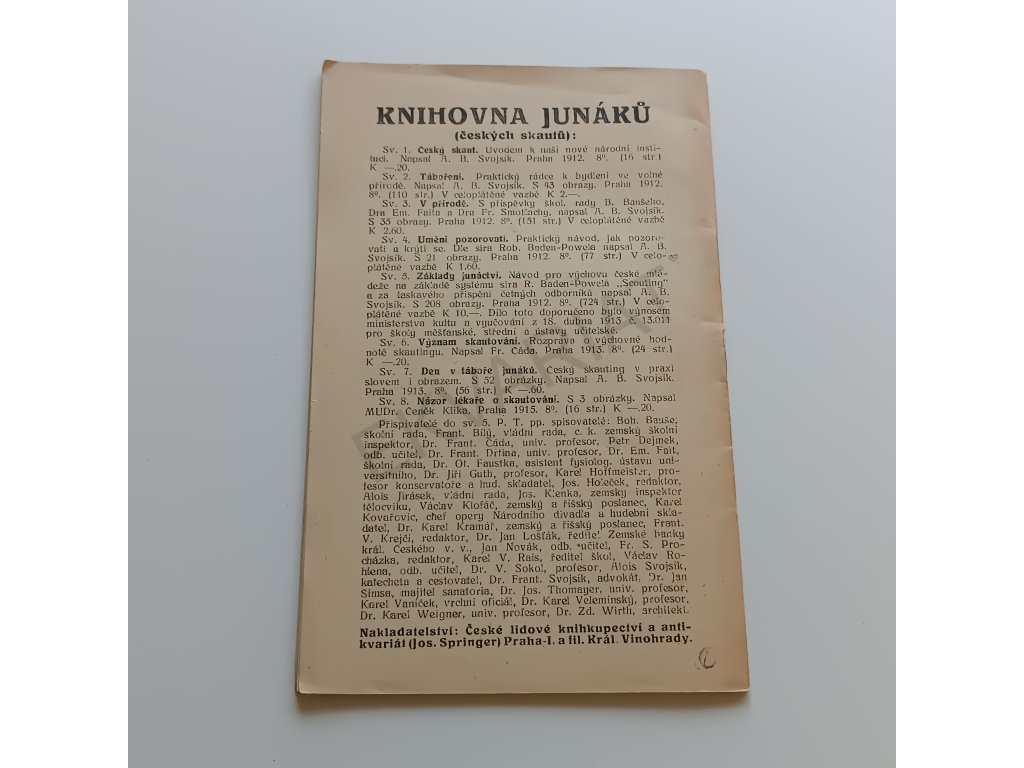 KNIHOVNA JUNÁKŮ
(českých skautů):
Sv. 1. Český skaut. Úvodem k naší nové národní insti-
tuci. Napsal A. B. Svojsík. Praha 1912. 8⁰. (16 str.)
K —.20.
Sv. 2. Táboření. Praktický rádce k bydlení ve volné
přírodě. Napsal A. B. Svojsík. S 43 obrazy. Praha 1912.
8⁰. (110 str.) V celoplátěné vazbě K 2.—.
Sv. 3. V přírodě. S příspěvky škol. rady B. Baušeho,
Dra Em. Faita a Dra Fr. Smotlachy, napsal A. B. Svojsík.
S 35 obrazy. Praha 1912. 8⁰. (151 str.) V celoplátěné vazbě
K 2.60.
Sv. 4. Umění pozorovati. Praktický návod, jak pozoro-
vati a krýti se. Dle sira Rob. Baden-Powela napsal A. B.
Svojsík. S 21 obrazy. Praha 1912. 8⁰. (77 str.) V celo-
plátěné vazbě K 1.60.
Sv. 5. Základy junáctví. Návod pro výchovu české mlá-
deže na základě systému sira R. Baden-Powela „Scouting"
a za laskavého přispění četných odborníků napsal A. B.
Svojsík. S 208 obrazy. Praha 1912. 8⁰. (724 str.) V celo-
plátěné vazbě K 10.—. Dílo toto doporučeno bylo výnosem
ministerstva kultu a vyučování z 18. dubna 1913 č. 13.011
pro školy měšťanské, střední a ústavy učitelské.
Sv. 6. Význam skautování. Rozprava o výchovné hod-
notě skautingu. Napsal Fr. Čáda. Praha 1913. 8⁰. (24 str.)
K —.20.
Sv. 7. Den v táboře junáků. Český skauting v praxi
slovem i obrazem. S 52 obrázky. Napsal A. B. Svojsík.
Praha 1913. 8⁰. (56 str.) K —.60.
Sv. 8. Názor lékaře o skautování. S 3 obrázky. Napsal
MUDr. Čeněk Klika. Praha 1915. 8⁰. (16 str.) K —.20.
Přispívatelé do sv. 5. P. T. pp. spisovatelé: Boh. Bauše,
školní rada, Frant. Bílý, vládní rada, c. k. zemský školní
inspektor, Dr. Frant. Čáda, univ. profesor, Petr Dejmek,
odb. učitel, Dr. Frant. Drtina, univ. profesor, Dr. Em. Fait,
školní rada, Dr. Ot. Faustka, asistent fysiolog. ústavu uni-
versitního, Dr. Jiří Guth, profesor, Karel Hoffmeister, pro-
fesor konservatoře a hud. skladatel, Jos. Holeček, redaktor,
Alois Jirásek, vládní rada, Jos. Klenka, zemský inspektor
tělocviku, Václav Klofáč, zemský a říšský poslanec, Karel
Kovařovic, chef opery Národního divadla a hudební skla-
datel, Dr. Karel Kramář, zemský a říšský poslanec, Frant.
V. Krejčí, redaktor, Dr. Jan Lošťák, ředitel Zemské banky
král. Českého v. v., Jan Novák, odb. učitel, Fr. S. Pro-
cházka, redaktor, Karel V. Rais, ředitel škol, Václav Ro-
hlena, odb. učitel, Dr. V. Sokol, profesor, Alois Svojsík,
katecheta a cestovatel, Dr. Frant. Svojsík, advokát, Dr. Jan
Šimsa, majitel sanatoria, Dr. Jos. Thomayer, univ. profesor,
Karel Vaníček, vrchní oficiál, Dr. Karel Velemínský, profesor,
Dr. Karel Weigner, univ. profesor, Dr. Zd. Wirth, architekt.
Nakladatelství: České lidové knihkupectví a anti-
kvariát (Jos. Springer) Praha-I. a fil. Král. Vinohrady.